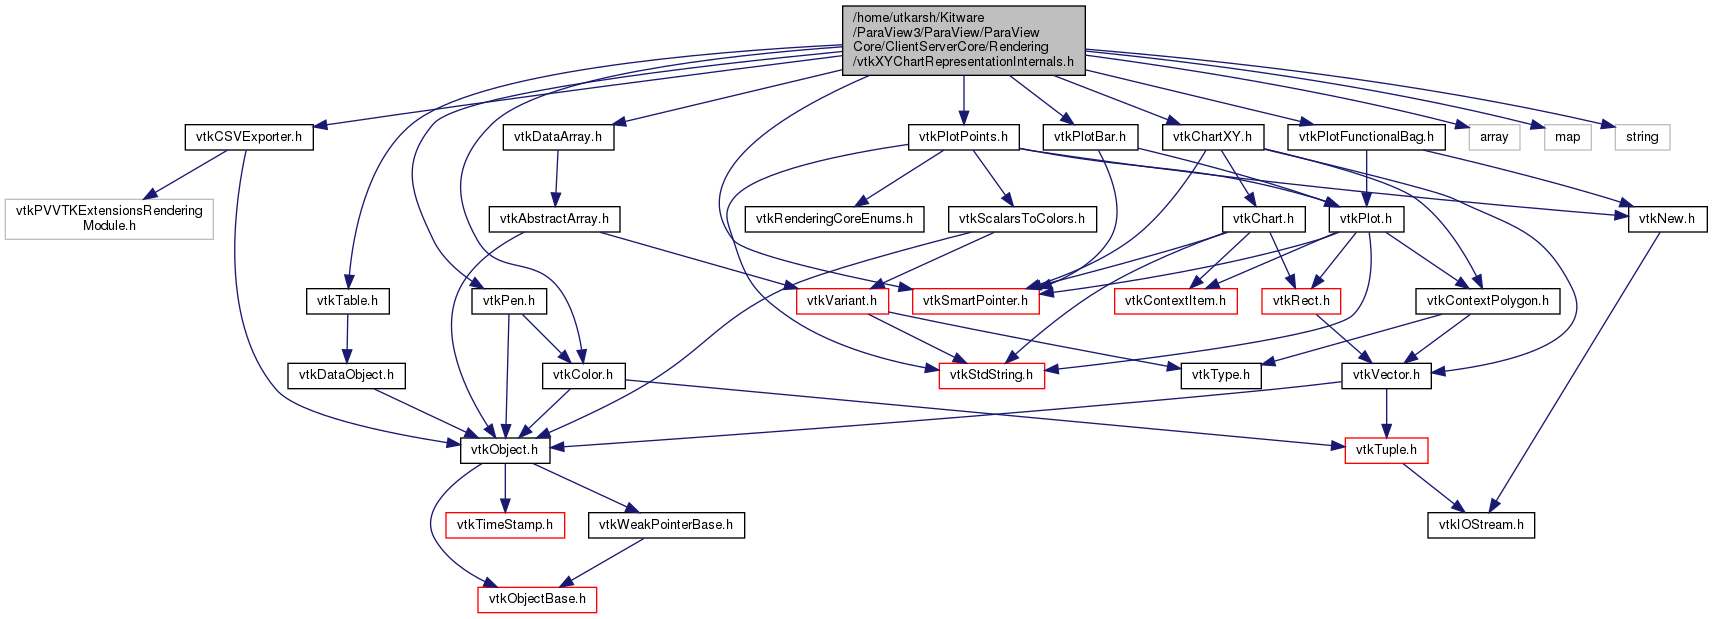 /home/utkarsh/Kitware
/ParaView3/ParaView/ParaView
Core/ClientServerCore/Rendering
/vtkXYChartRepresentationInternals.h
vtkCSVExporter.h
vtkDataArray.h
vtkPlotPoints.h
vtkPlotBar.h
vtkChartXY.h
vtkPlotFunctionalBag.h
array
map
string
vtkPVVTKExtensionsRendering
Module.h
vtkAbstractArray.h
vtkRenderingCoreEnums.h
vtkScalarsToColors.h
vtkChart.h
vtkPlot.h
vtkNew.h
vtkTable.h
vtkPen.h
vtkVariant.h
vtkSmartPointer.h
vtkContextItem.h
vtkRect.h
vtkContextPolygon.h
vtkDataObject.h
vtkColor.h
vtkStdString.h
vtkType.h
vtkVector.h
vtkObject.h
vtkTuple.h
vtkTimeStamp.h
vtkWeakPointerBase.h
vtkIOStream.h
vtkObjectBase.h